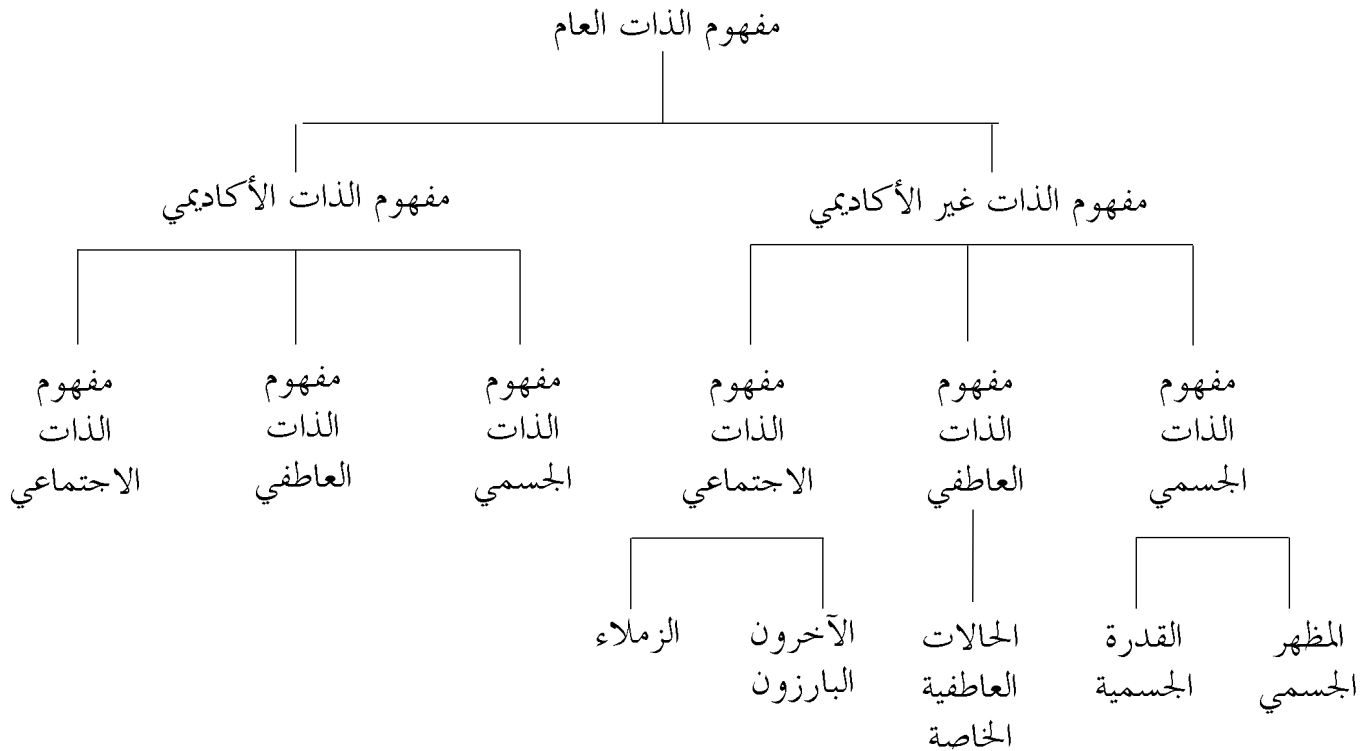 مفهوم الذات العام
مفهوم الذات غير الأكاديمي
مفهوم الذات الأكاديمي
مفهوم
الذات
الجسمي
مفهوم
الذات
العاطفي
مفهوم
الذات
الاجتماعي
مفهوم
الذات
الجسمي
مفهوم
الذات
العاطفي
مفهوم
الذات
الاجتماعي
المظهر
الجسمي
القدرة
الجسمية
الحالات
العاطفية
الخاصة
الآخرون
البارزون
الزملاء